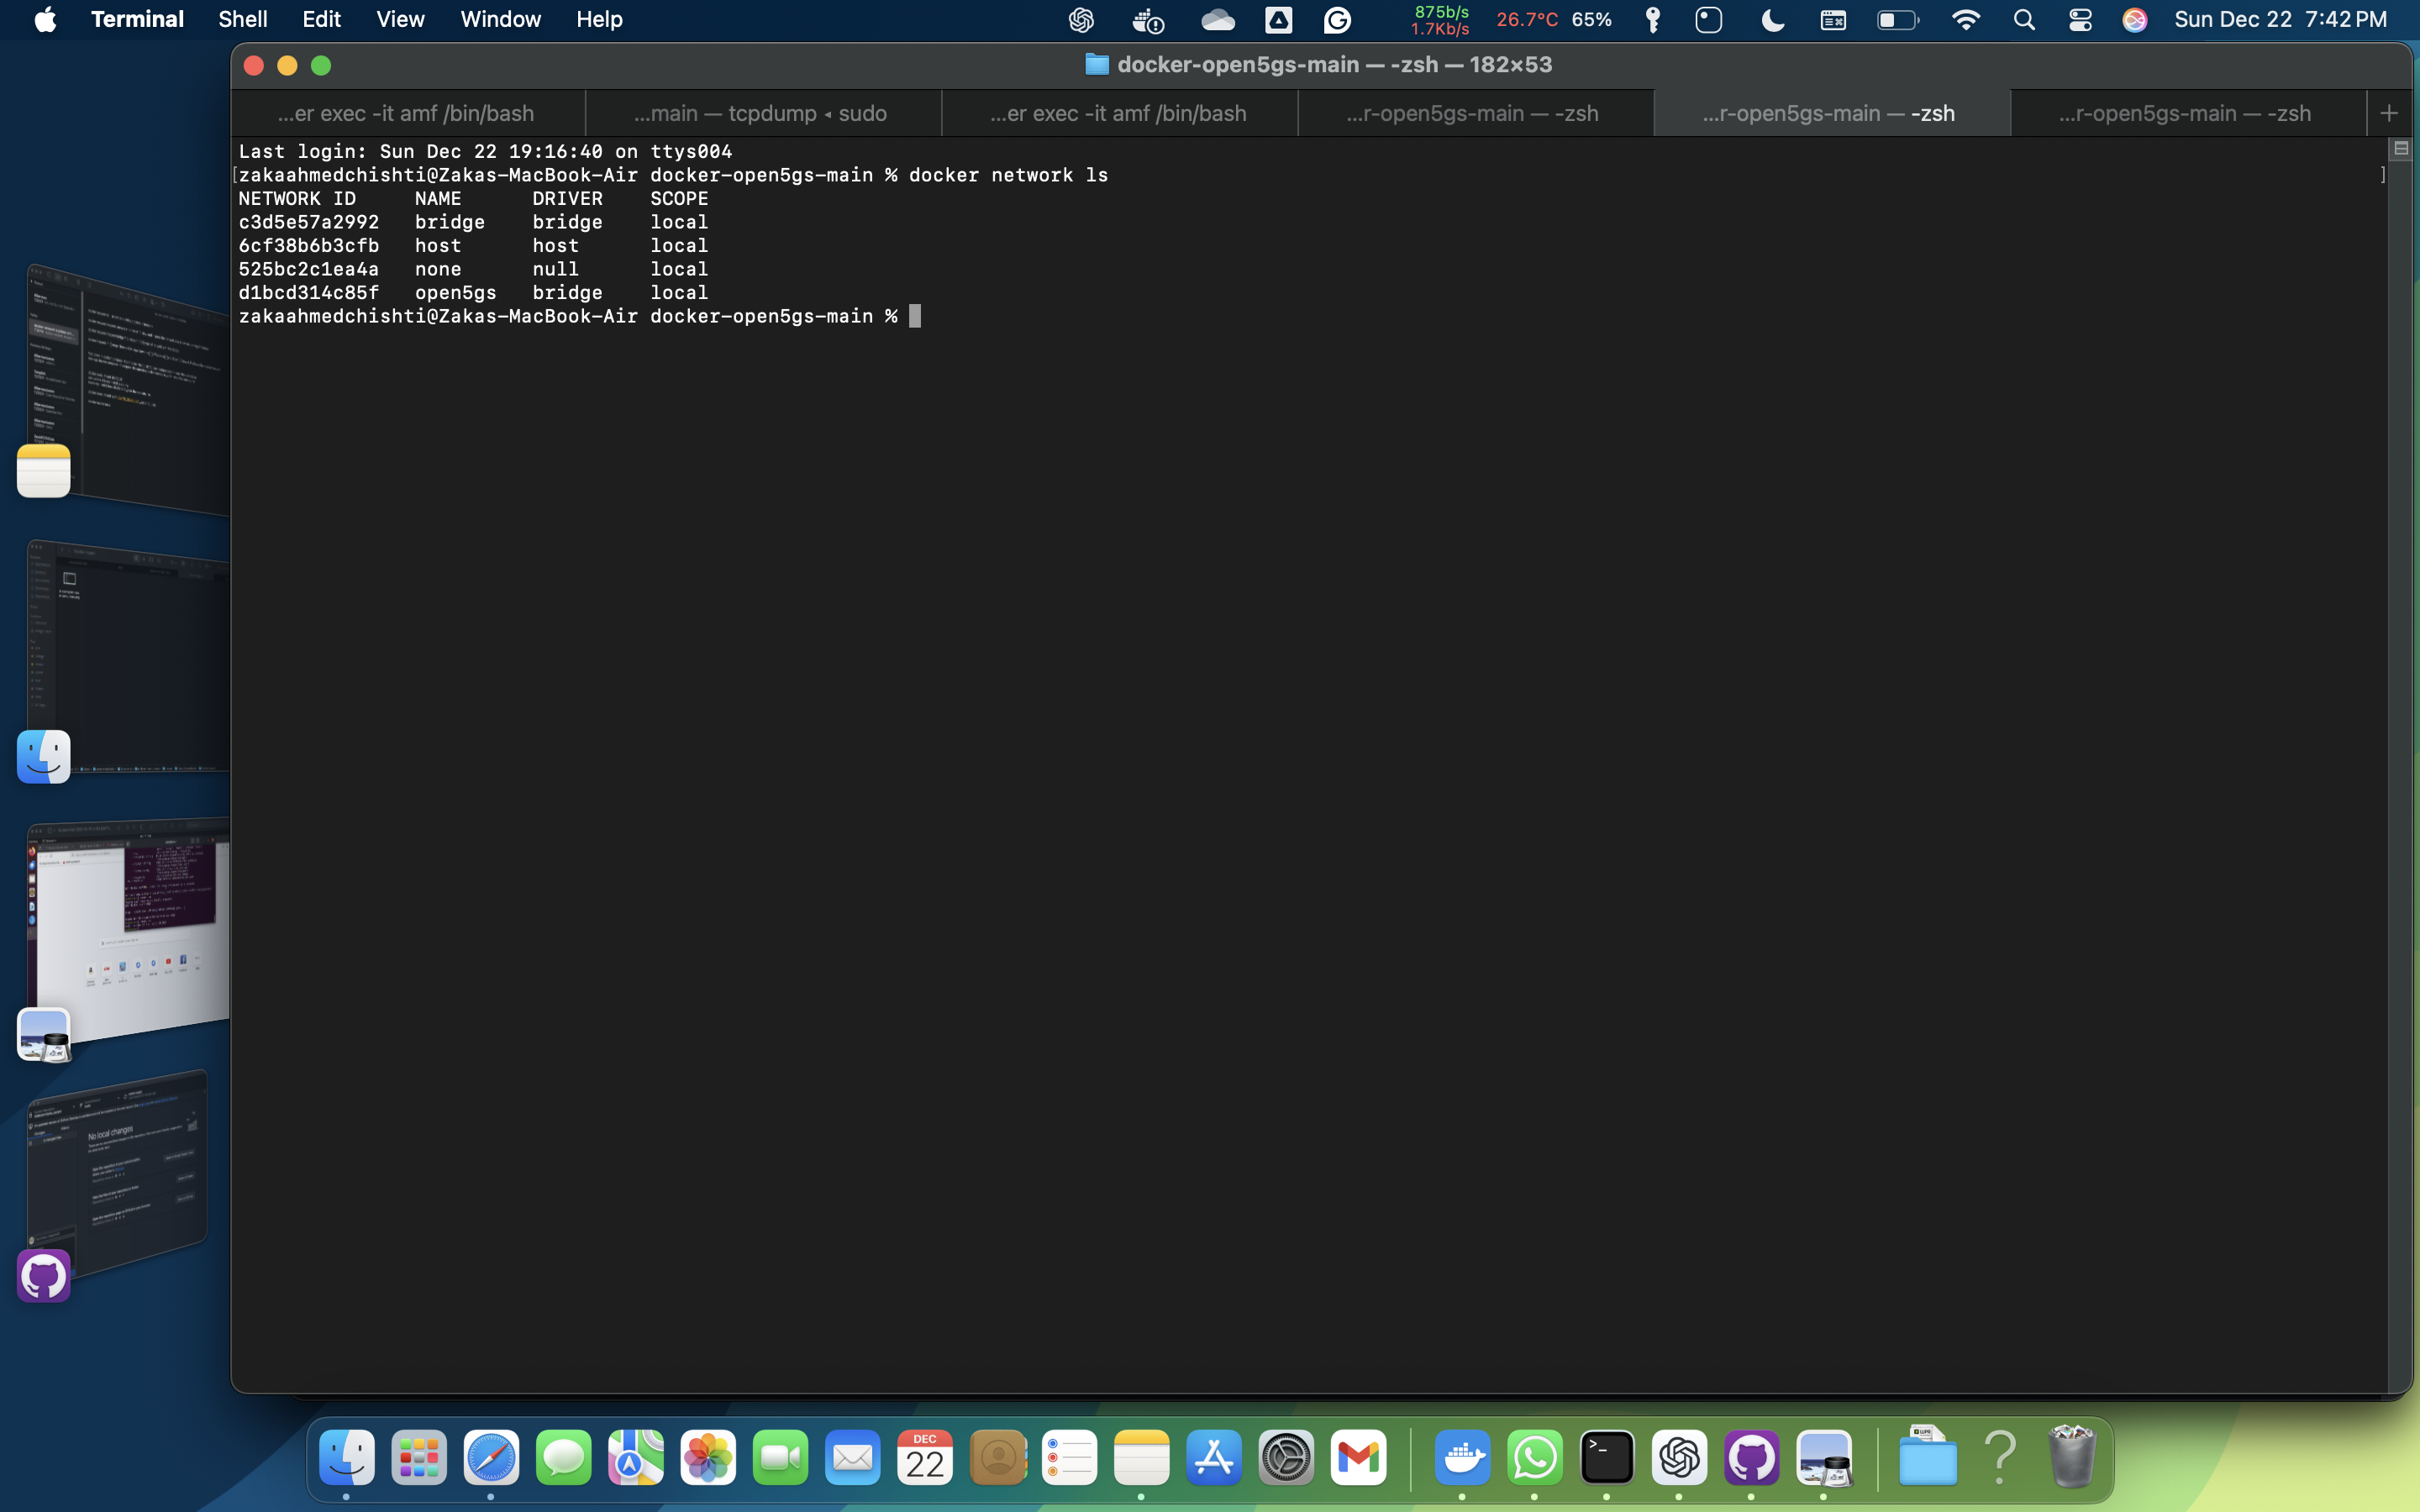 Terminal Shell Edit View Window Help
875b/s
1.7Kb/s
26.7°C 65%
Sun Dec 22 7:42 PM
docker-open5gs-main — -zsh — 182×53
...er exec -it amf /bin/bash
...main — tcpdump ◂ sudo
...er exec -it amf /bin/bash
...r-open5gs-main — -zsh
...r-open5gs-main — -zsh
...r-open5gs-main — -zsh
Last login: Sun Dec 22 19:16:40 on ttys004
[zakaahmedchishti@Zakas-MacBook-Air docker-open5gs-main % docker network ls ]
NETWORK ID NAME DRIVER SCOPE
c3d5e57a2992 bridge bridge local
6cf38b6b3cfb host host local
525bc2c1ea4a none null local
d1bcd314c85f open5gs bridge local
zakaahmedchishti@Zakas-MacBook-Air docker-open5gs-main %
No local changes
DEC
22